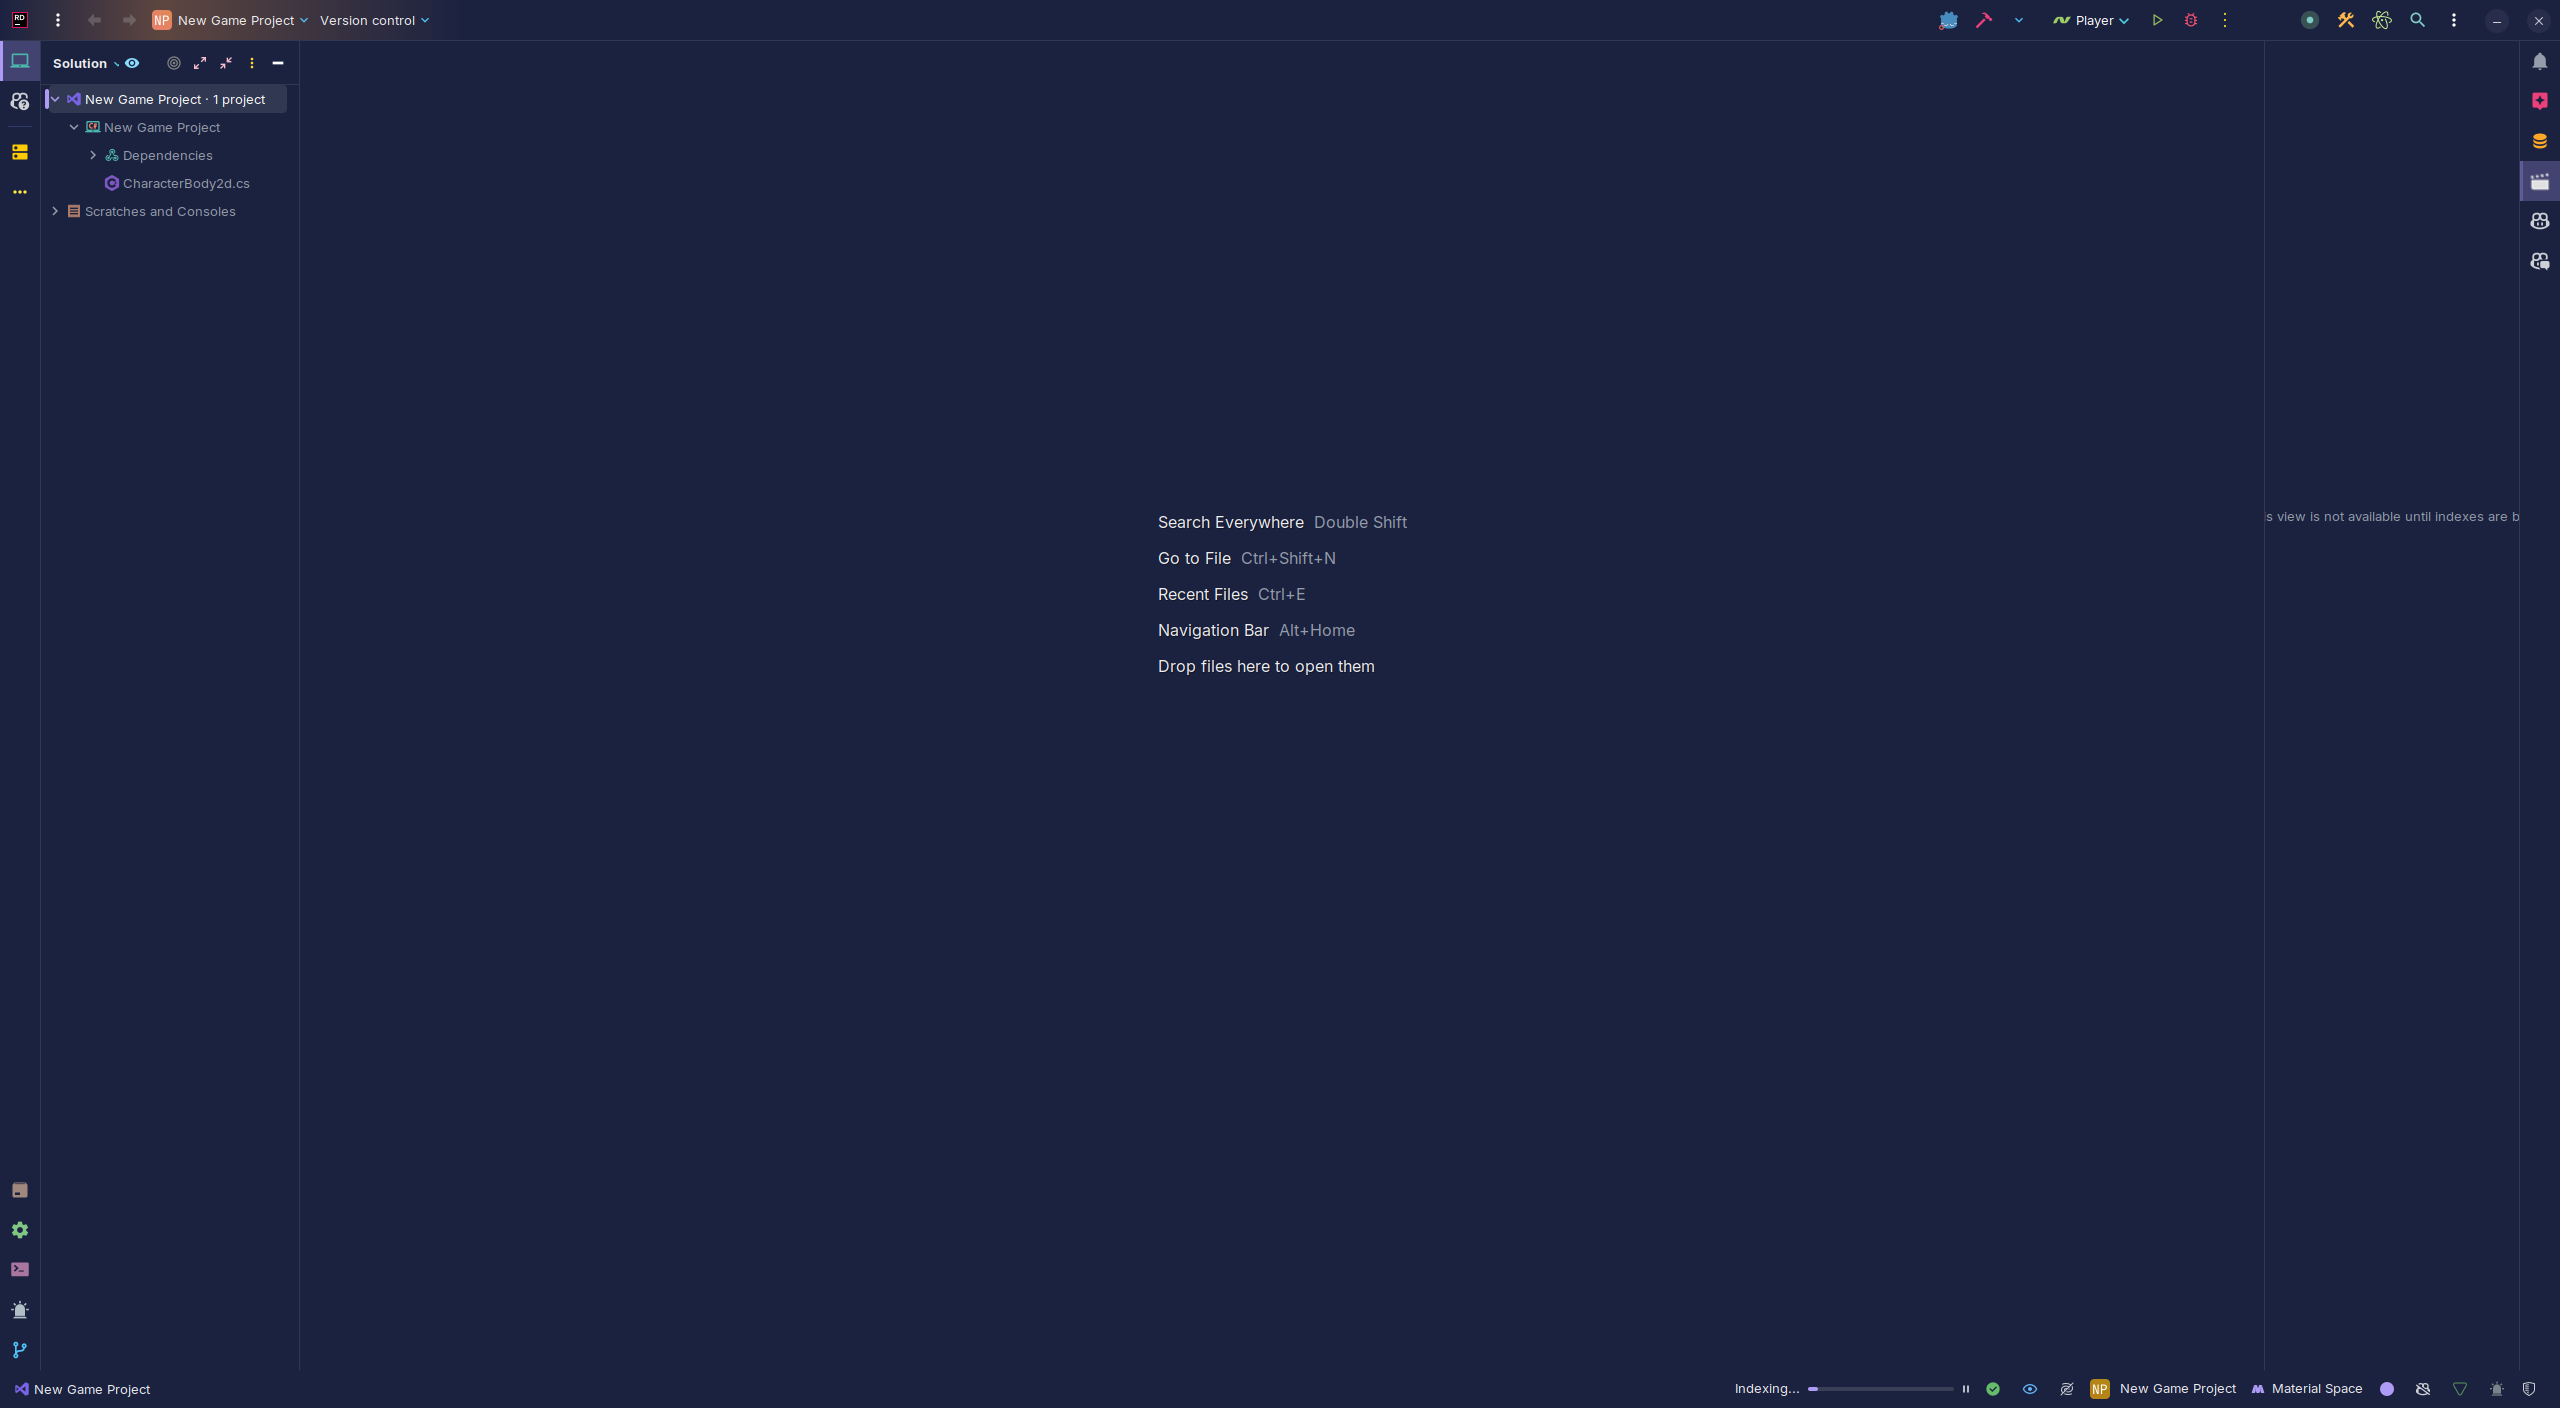 RD
NP New Game Project Version control
Player
Solution
New Game Project · 1 project
New Game Project
Dependencies
CharacterBody2d.cs
Scratches and Consoles
Search Everywhere Double Shift
Go to File Ctrl+Shift+N
Recent Files Ctrl+E
Navigation Bar Alt+Home
Drop files here to open them
s view is not available until indexes are b
New Game Project
Indexing... NP New Game Project Material Space